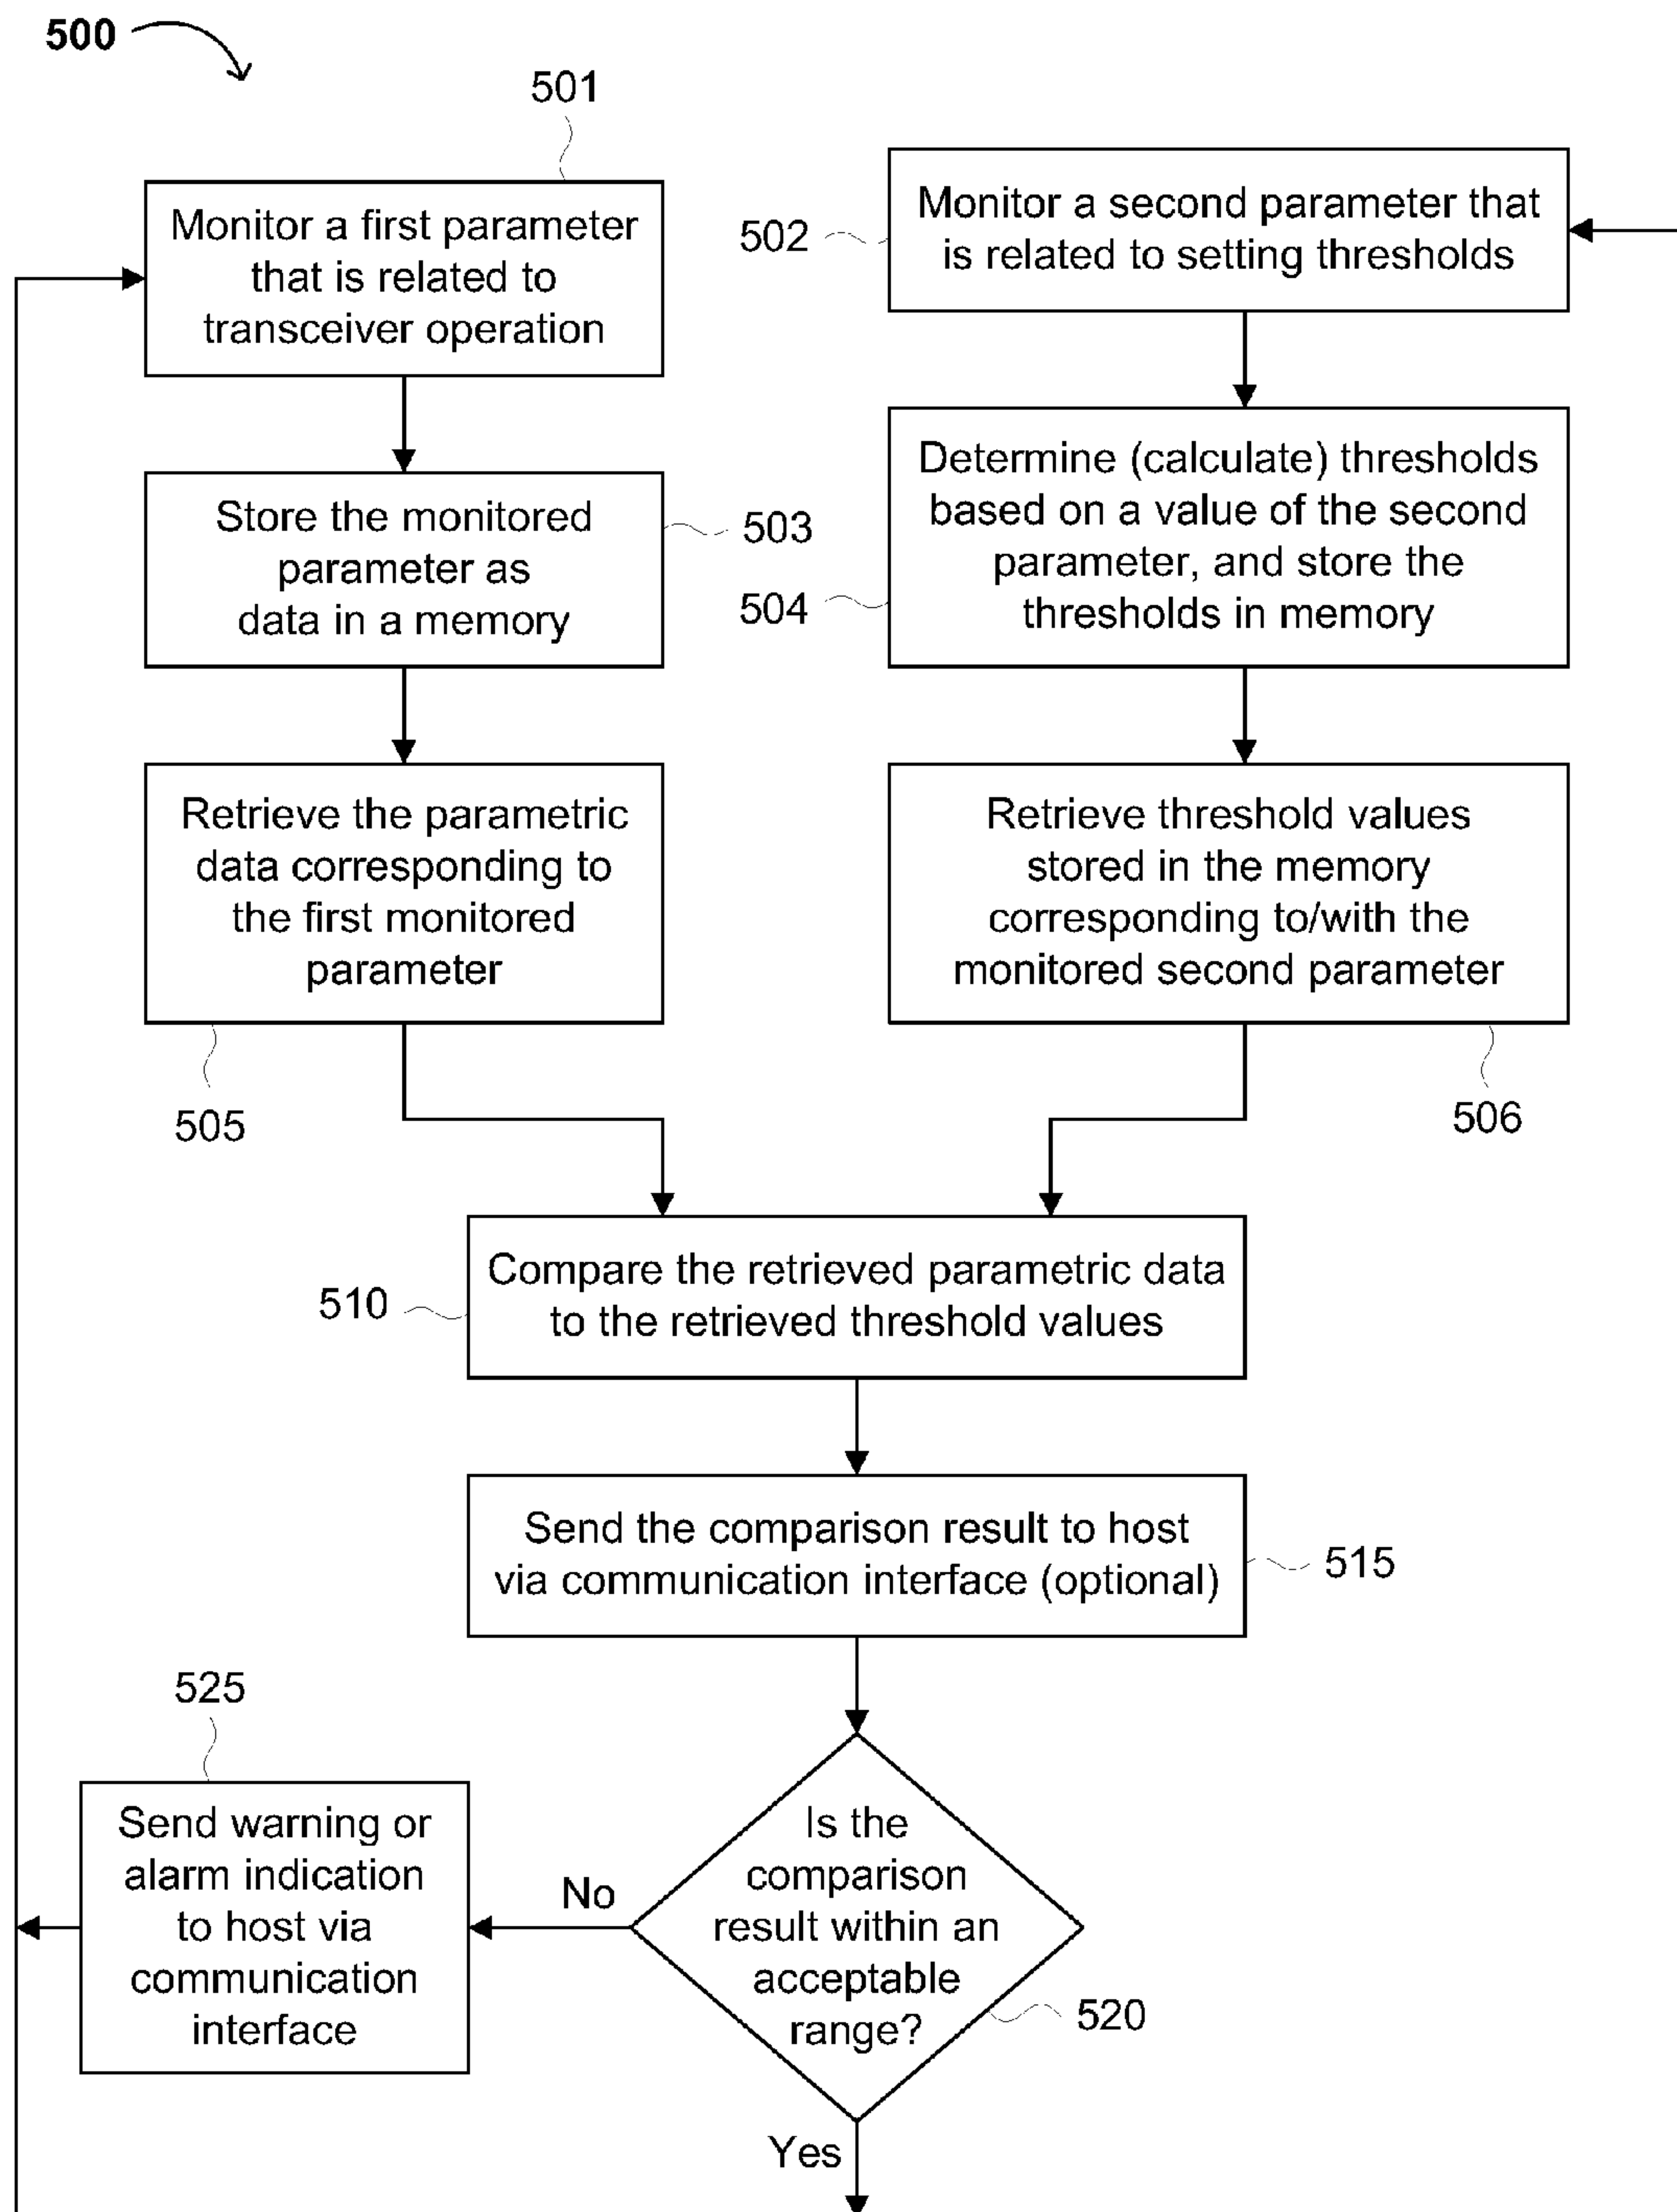 500
501
Monitor a first parameter
that is related to
transceiver operation
502
Monitor a second parameter that
is related to setting thresholds
Store the monitored
parameter as
data in a memory
503
504
Determine (calculate) thresholds
based on a value of the second
parameter, and store the
thresholds in memory
Retrieve the parametric
data corresponding to
the first monitored
parameter
505
Retrieve threshold values
stored in the memory
corresponding to/with the
monitored second parameter
506
510
Compare the retrieved parametric data
to the retrieved threshold values
Send the comparison result to host
via communication interface (optional)
515
525
Send warning or
alarm indication
to host via
communication
interface
No
Is the
comparison
result within an
acceptable
range?
520
Yes